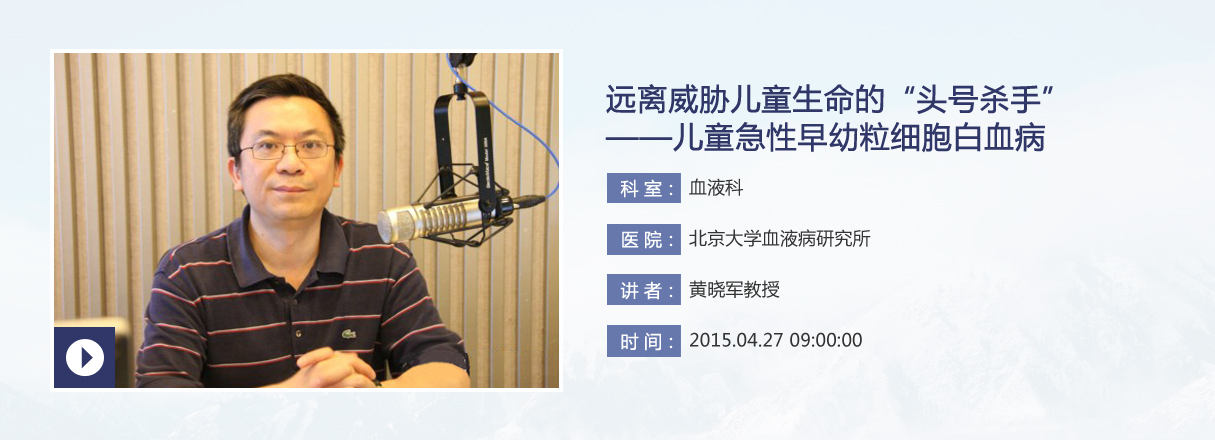 远离威胁儿童生命的“头号杀手”
——儿童急性早幼粒细胞白血病
科室：血液科
医院：北京大学血液病研究所
讲者：黄晓军教授
时间：2015.04.27 09:00:00